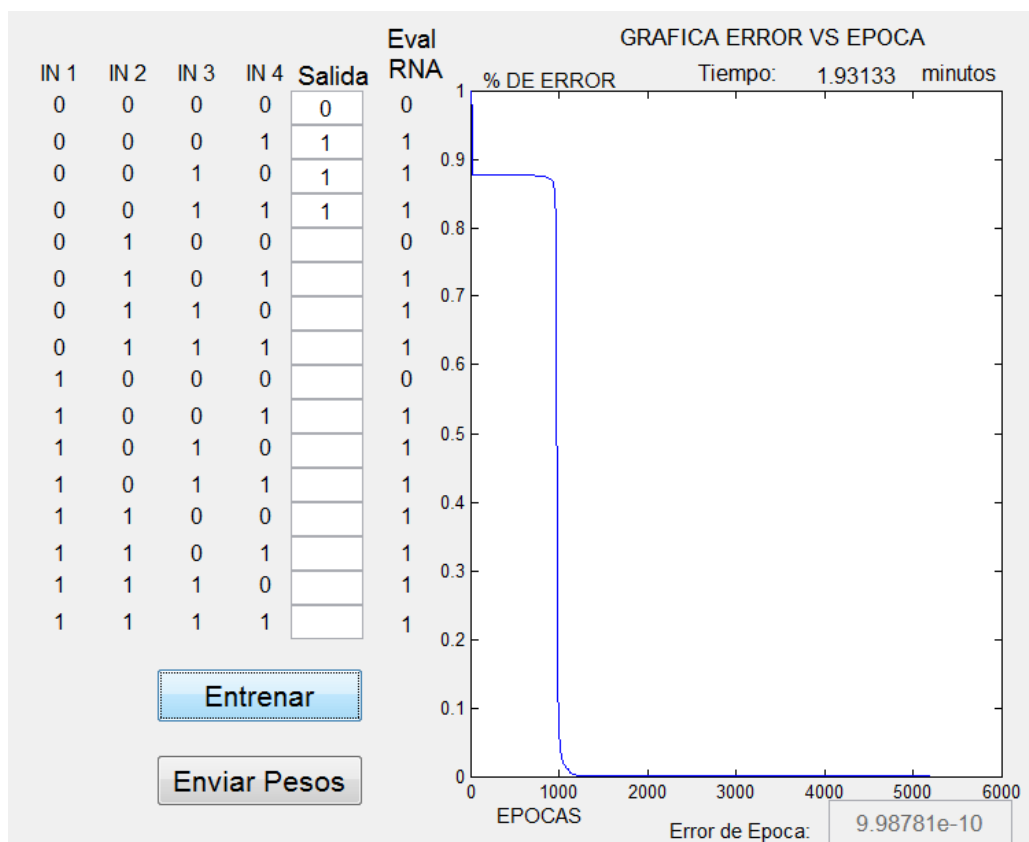 Eval
RNA
IN 1 IN 2 IN 3 IN 4 Salida
0 0 0 0 0 0
0 0 0 1 1 1
0 0 1 0 1 1
0 0 1 1 1 1
0 1 0 0 0
0 1 0 1 1
0 1 1 0 1
0 1 1 1 1
1 0 0 0 0
1 0 0 1 1
1 0 1 0 1
1 0 1 1 1
1 1 0 0 1
1 1 0 1 1
1 1 1 0 1
1 1 1 1 1
Entrenar
Enviar Pesos
GRAFICA ERROR VS EPOCA
% DE ERROR Tiempo: 1.93133 minutos
1
0.9
0.8
0.7
0.6
0.5
0.4
0.3
0.2
0.1
0
0 1000 2000 3000 4000 5000 6000
EPOCAS
Error de Epoca: 9.98781e-10